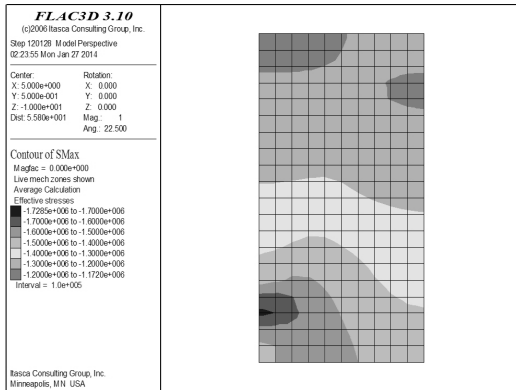 FLAC3D 3.10
(c)2006 Itasca Consulting Group, Inc.
Step 120128 Model Perspective
02:23:55 Mon Jan 27 2014
Center: Rotation:
X: 5.000e+000 X: 0.000
Y: 5.000e-001 Y: 0.000
Z: -1.000e+001 Z: 0.000
Dist: 5.580e+001 Mag.: 1
Ang.: 22.500
Contour of SMax
Magfac = 0.000e+000
Live mech zones shown
Average Calculation
Effective stresses
-1.7285e+006 to -1.7000e+006
-1.7000e+006 to -1.6000e+006
-1.6000e+006 to -1.5000e+006
-1.5000e+006 to -1.4000e+006
-1.4000e+006 to -1.3000e+006
-1.3000e+006 to -1.2000e+006
-1.2000e+006 to -1.1720e+006
Interval = 1.0e+005
Itasca Consulting Group, Inc.
Minneapolis, MN USA